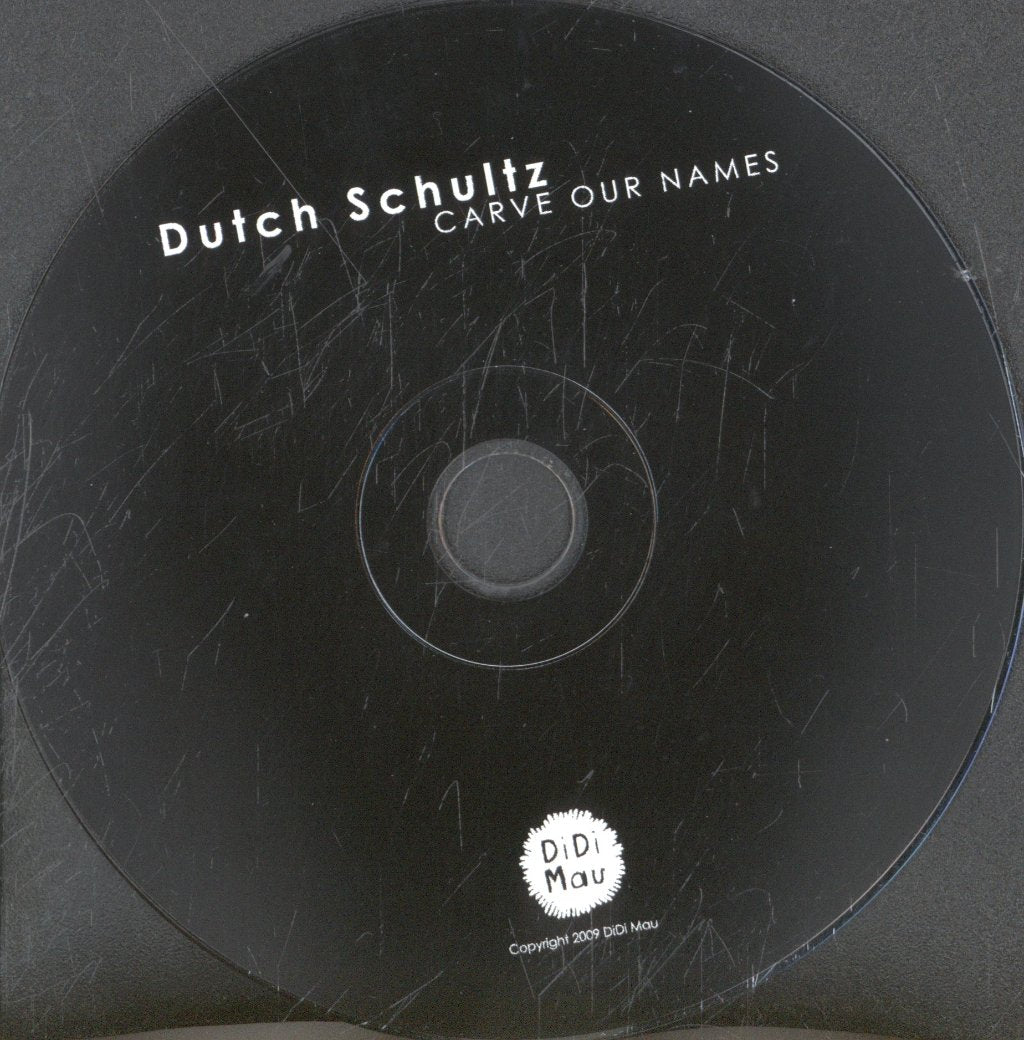 Dutch Schultz
CARVE OUR NAMES
DiDi
Mau
Copyright 2009 DiDi Mau